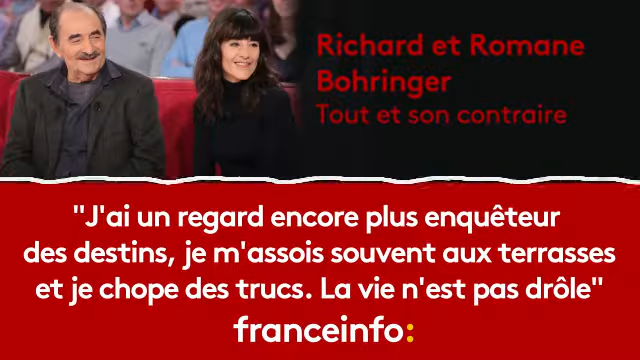 Richard et Romane
Bohringer
Tout et son contraire
"J'ai un regard encore plus enquêteur
des destins, je m'assois souvent aux terrasses
et je chope des trucs. La vie n'est pas drôle"
franceinfo: